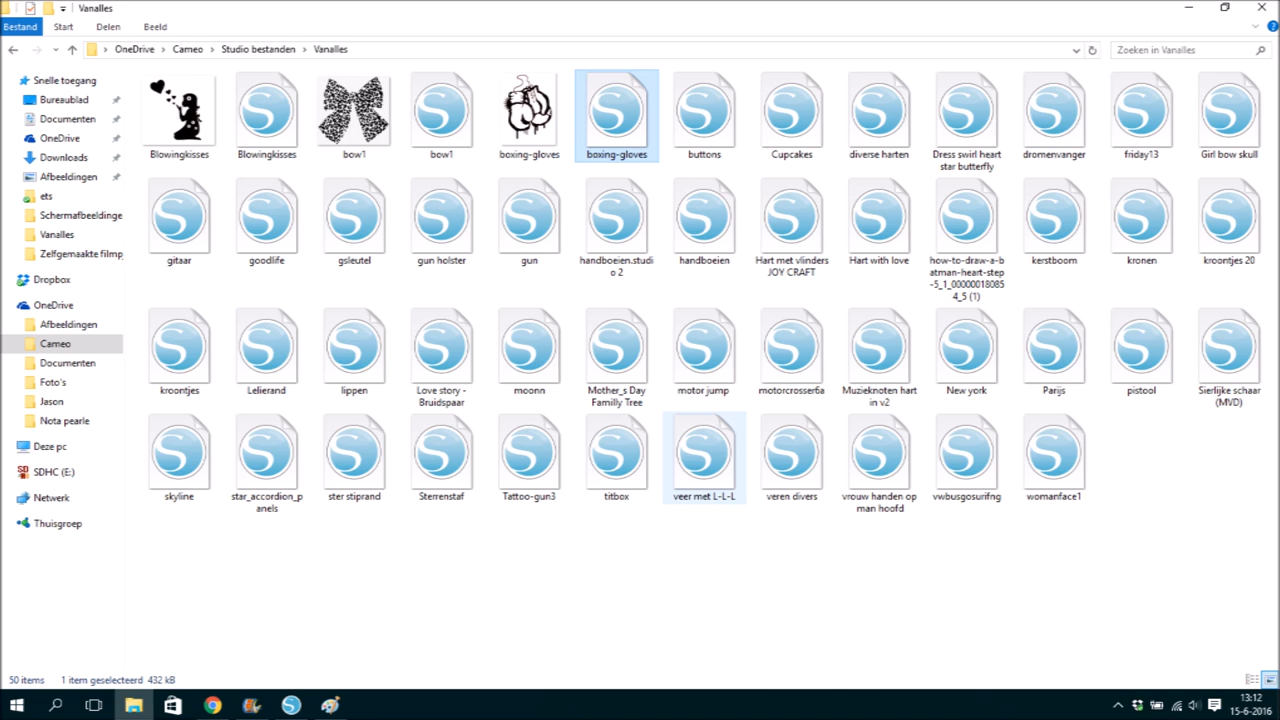 Vanalles
Bestand Start Delen Beeld
OneDrive Cameo Studio bestanden Vanalles Zoeken in Vanalles
Snelle toegang
Bureaublad
Documenten
OneDrive
Downloads
Afbeeldingen
ets
Schermafbeeldinge
Vanalles
Zelfgemaakte filmp
Dropbox
OneDrive
Afbeeldingen
Cameo
Documenten
Foto's
Jason
Nota pearle
Deze pc
SDHC (E:)
Netwerk
Thuisgroep
Blowingkisses Blowingkisses bow1 bow1 boxing-gloves boxing-gloves buttons Cupcakes diverse harten Dress swirl heart dromenvanger friday13 Girl bow skull
star butterfly
gitaar goodlife gsleutel gun holster gun handboeien.studi handboeien Hart met vlinders Hart with love how-to-draw-a-b kerstboom kronen kroontjes 20
o 2 JOY CRAFT atman-heart-step
-5_1_00000018085
4_5 (1)
kroontjes Lelierand lippen Love story - moonn Mother_s Day motor jump motorcrosser6a Muzieknoten hart New york Parijs pistool Sierlijke schaar
Bruidspaar Familly Tree in v2 (MVD)
skyline star_accordion_p ster stiprand Sterrenstaf Tattoo-gun3 titbox veer met L-L-L veren divers vrouw handen op vwbusgosurifng womanface1
anels man hoofd
50 items 1 item geselecteerd 432 kB
13:12
15-6-2016